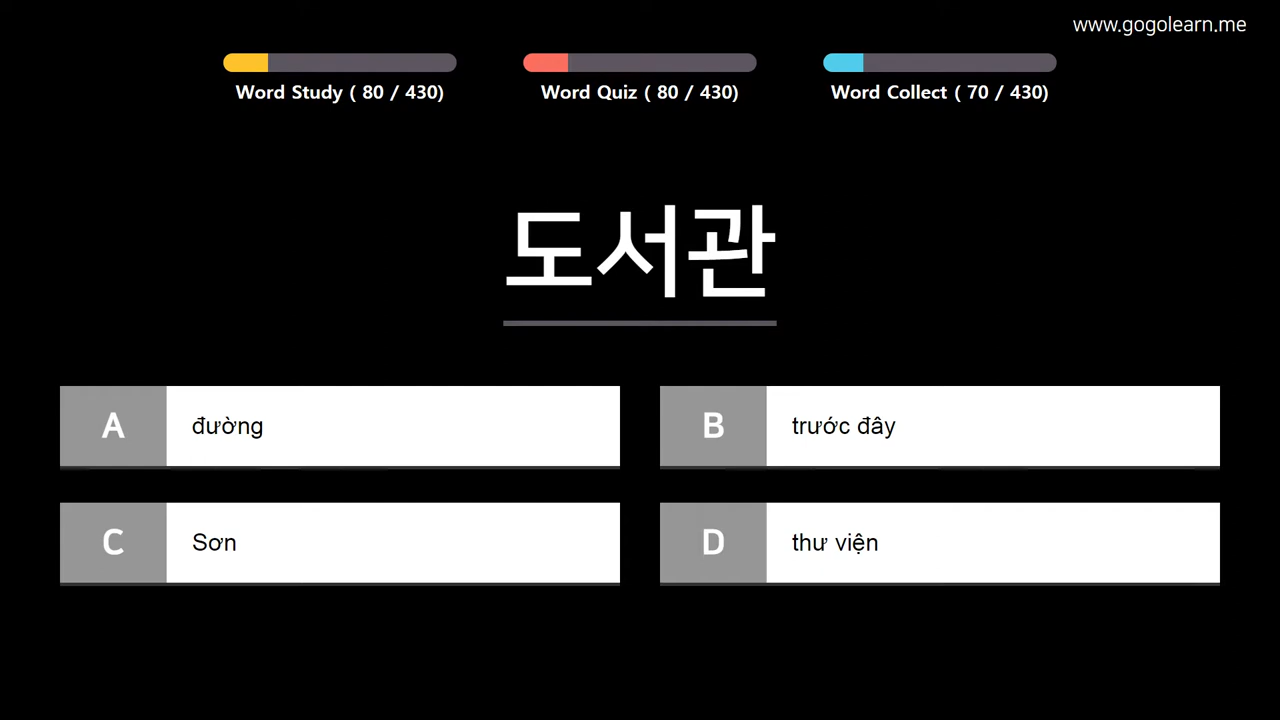 www.gogolearn.me
Word Study ( 80 / 430)
Word Quiz ( 80 / 430)
Word Collect ( 70 / 430)
도서관
A đường
B trước đây
C Sơn
D thư viện